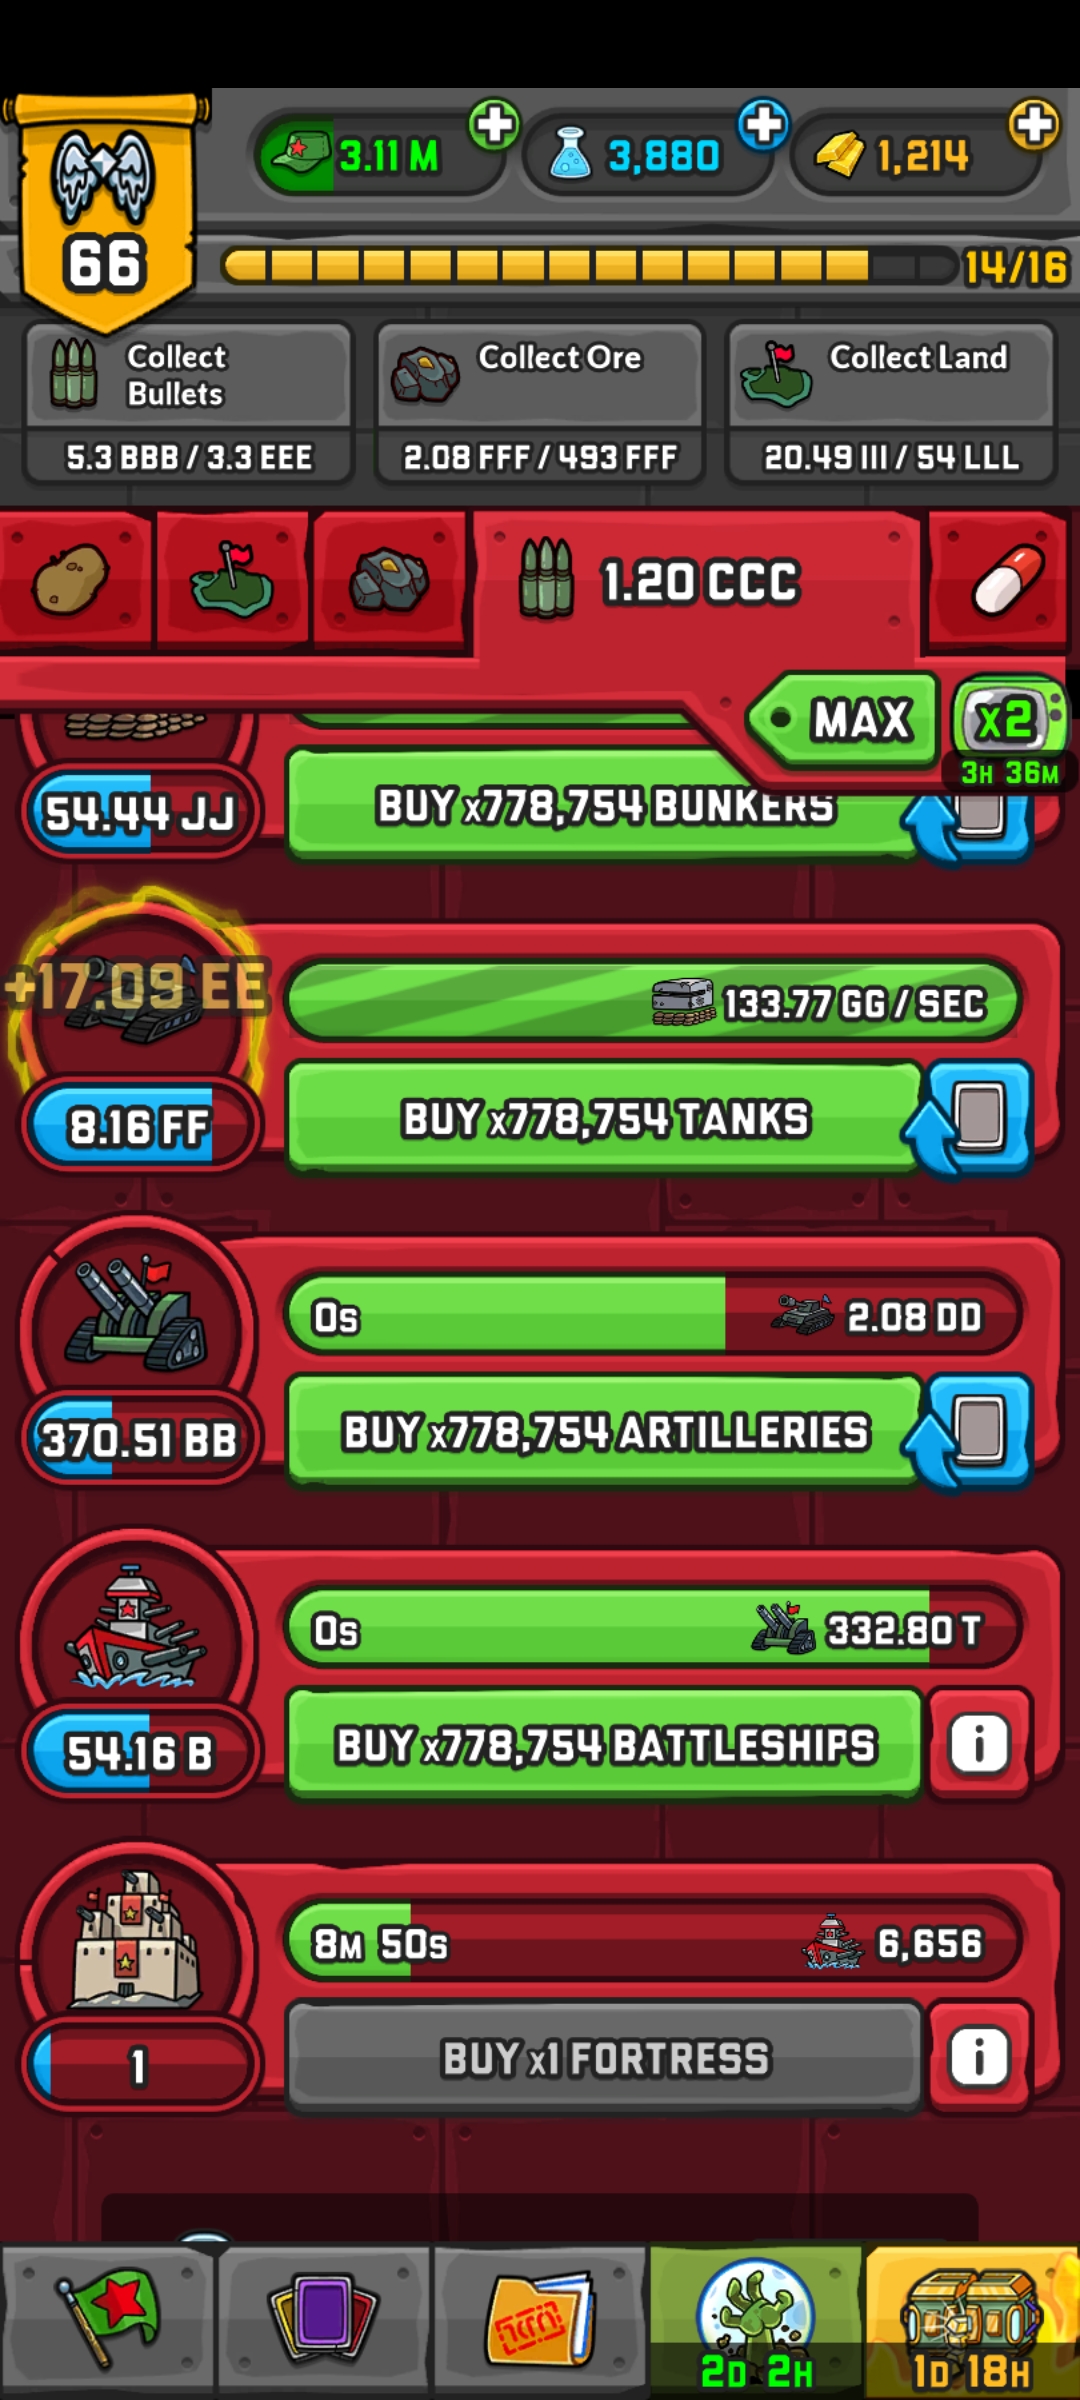 3.11 M
3,880
1,214
66
14/16
Collect
Bullets
5.3 BBB / 3.3 EEE
Collect Ore
2.08 FFF / 493 FFF
Collect Land
20.49 III / 54 LLL
1.20 CCC
MAX
x2
3H 36M
54.44 JJ
BUY x778,754 BUNKERS
+17.09 EE
133.77 GG / SEC
8.16 FF
BUY x778,754 TANKS
0s
2.08 DD
370.51 BB
BUY x778,754 ARTILLERIES
0s
332.80 T
54.16 B
BUY x778,754 BATTLESHIPS
i
8M 50s
6,656
1
BUY x1 FORTRESS
i
2D 2H
1D 18H